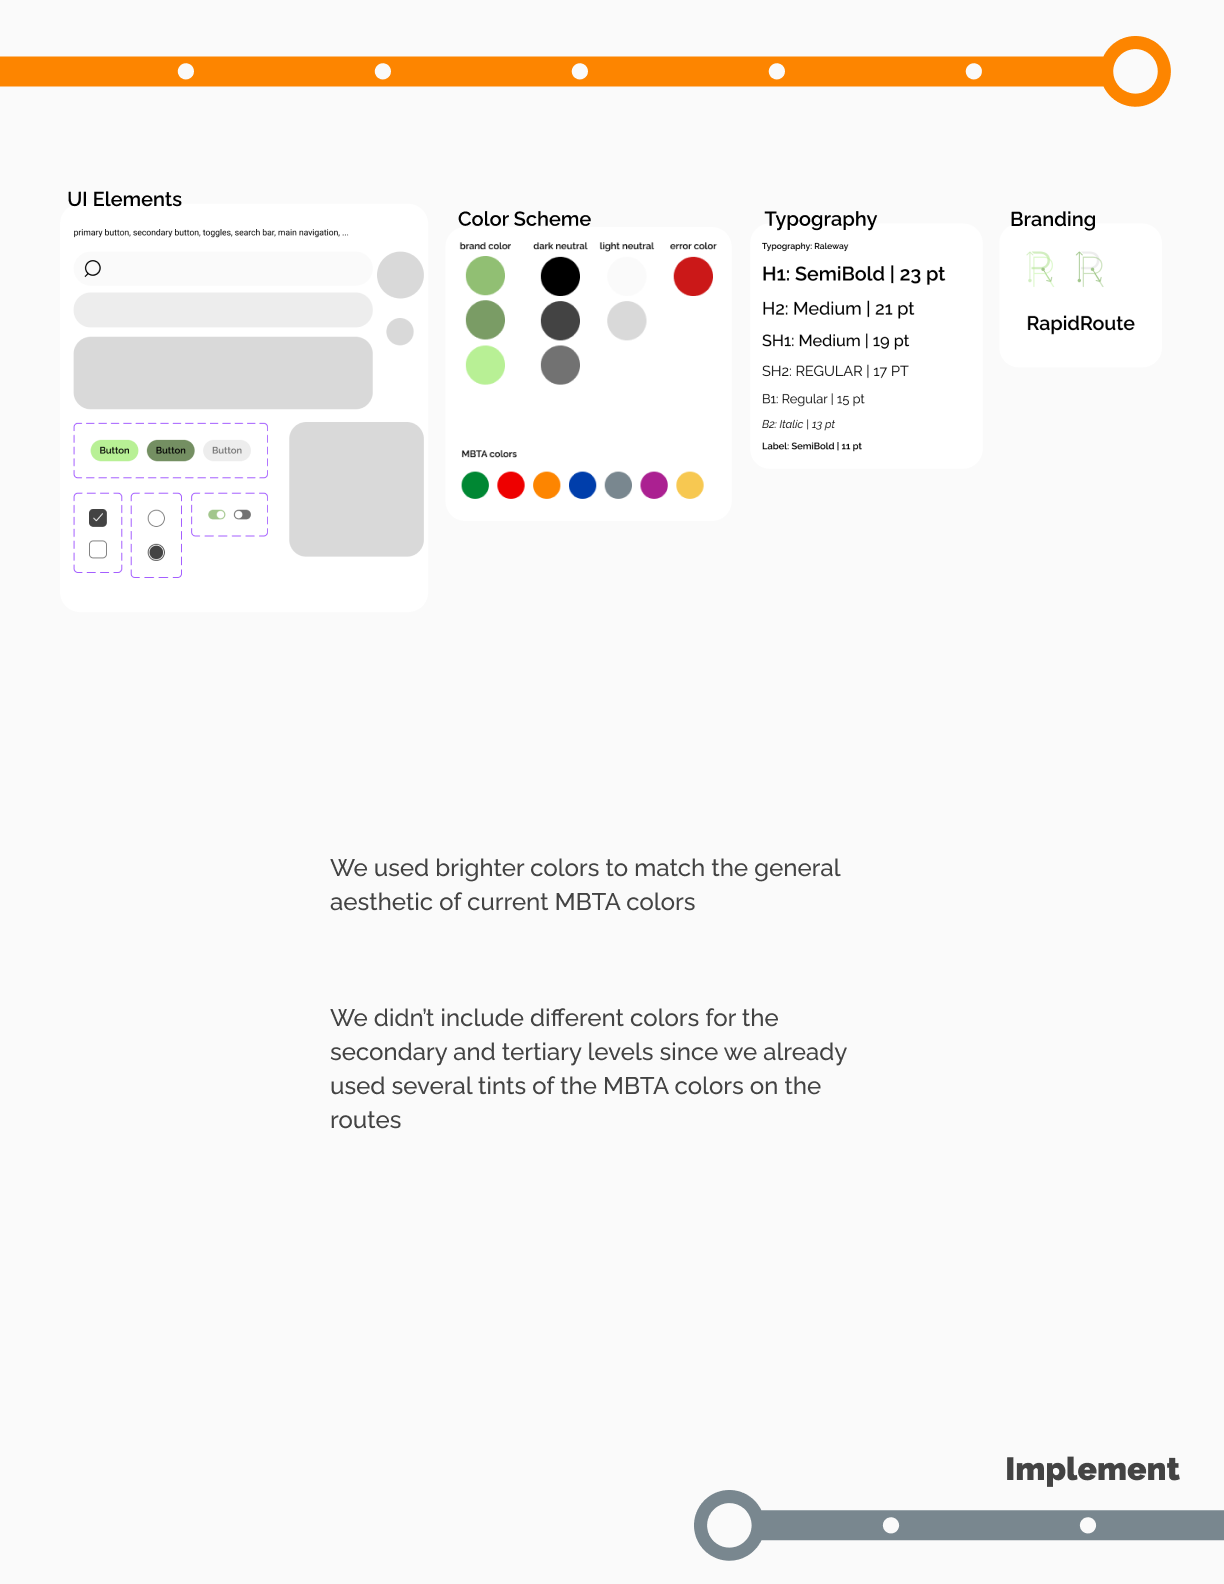 UI Elements
primary button, secondary button, toggles, search bar, main navigation, ...
Button
Button
Button
Color Scheme
brand color
dark neutral
light neutral
error color
MBTA colors
Typography
Typography: Raleway
H1: SemiBold | 23 pt
H2: Medium | 21 pt
SH1: Medium | 19 pt
SH2: REGULAR | 17 PT
B1: Regular | 15 pt
B2: Italic | 13 pt
Label: SemiBold | 11 pt
Branding
R R
RapidRoute
We used brighter colors to match the general
aesthetic of current MBTA colors
We didn’t include different colors for the
secondary and tertiary levels since we already
used several tints of the MBTA colors on the
routes
Implement